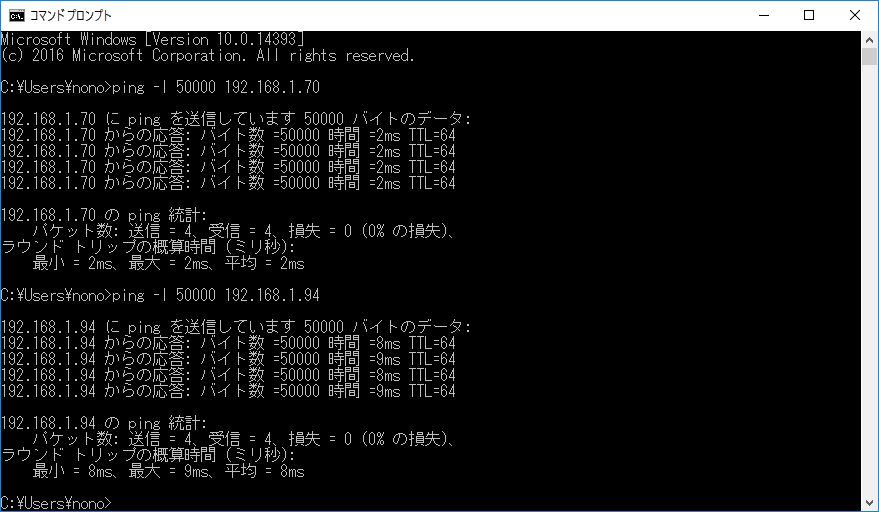 コマンドプロンプト
Microsoft Windows [Version 10.0.14393]
(c) 2016 Microsoft Corporation. All rights reserved.
C:¥Users¥nono>ping -l 50000 192.168.1.70
192.168.1.70 に ping を送信しています 50000 バイトのデータ:
192.168.1.70 からの応答: バイト数 =50000 時間 =2ms TTL=64
192.168.1.70 からの応答: バイト数 =50000 時間 =2ms TTL=64
192.168.1.70 からの応答: バイト数 =50000 時間 =2ms TTL=64
192.168.1.70 からの応答: バイト数 =50000 時間 =2ms TTL=64
192.168.1.70 の ping 統計:
パケット数: 送信 = 4、受信 = 4、損失 = 0 (0% の損失)、
ラウンド トリップの概算時間 (ミリ秒):
最小 = 2ms、最大 = 2ms、平均 = 2ms
C:¥Users¥nono>ping -l 50000 192.168.1.94
192.168.1.94 に ping を送信しています 50000 バイトのデータ:
192.168.1.94 からの応答: バイト数 =50000 時間 =8ms TTL=64
192.168.1.94 からの応答: バイト数 =50000 時間 =9ms TTL=64
192.168.1.94 からの応答: バイト数 =50000 時間 =8ms TTL=64
192.168.1.94 からの応答: バイト数 =50000 時間 =9ms TTL=64
192.168.1.94 の ping 統計:
パケット数: 送信 = 4、受信 = 4、損失 = 0 (0% の損失)、
ラウンド トリップの概算時間 (ミリ秒):
最小 = 8ms、最大 = 9ms、平均 = 8ms
C:¥Users¥nono>